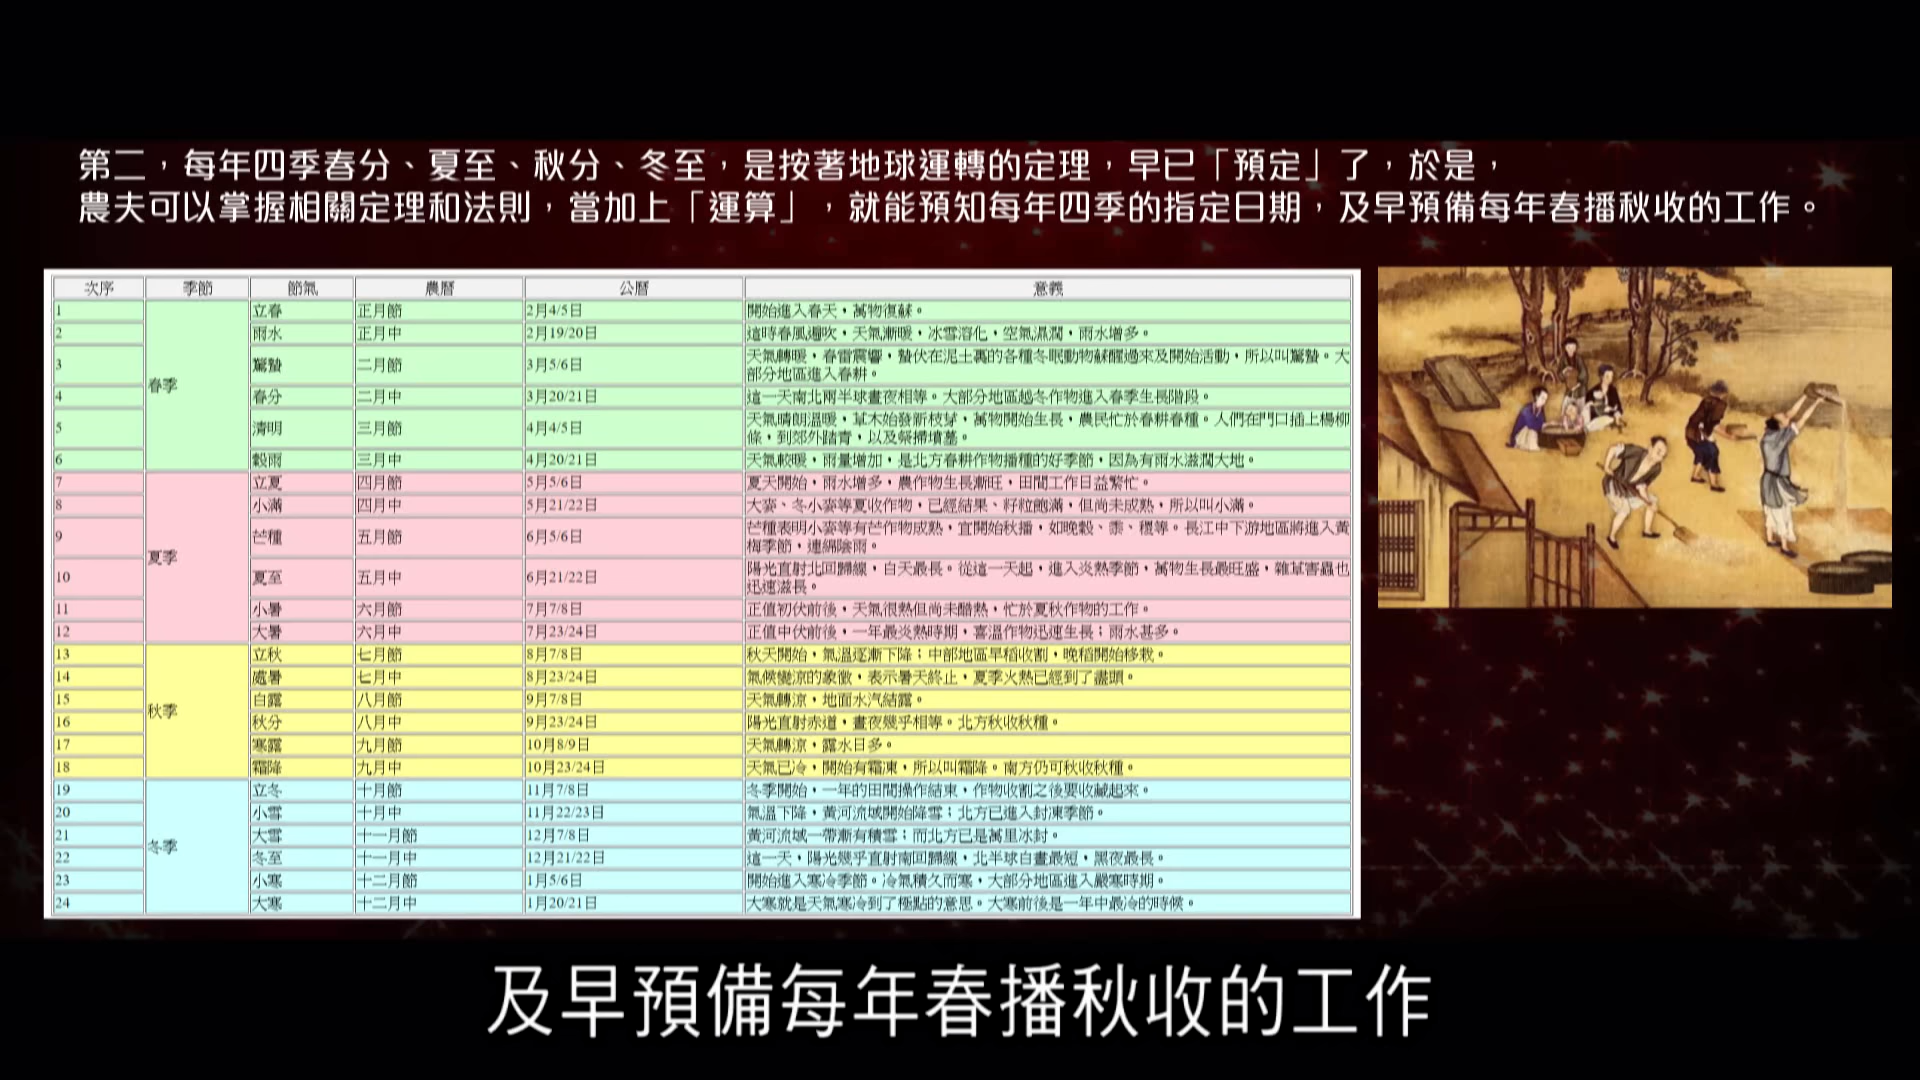 第二，每年四季春分、夏至、秋分、冬至，是按著地球運轉的定理，早已「預定」了，於是，
農夫可以掌握相關定理和法則，當加上「運算」，就能預知每年四季的指定日期，及早預備每年春播秋收的工作。
次序 季節 節氣 農曆 公曆 意義
1 春季 立春 正月節 2月4/5日 開始進入春天，萬物復蘇。
2 雨水 正月中 2月19/20日 這時春風遍吹，天氣漸暖，冰雪溶化，空氣濕潤，雨水增多。
3 驚蟄 二月節 3月5/6日 天氣轉暖，春雷震響，蟄伏在泥土裏的各種冬眠動物蘇醒過來及開始活動，所以叫驚蟄。大
部分地區進入春耕。
4 春分 二月中 3月20/21日 這一天南北兩半球晝夜相等。大部分地區越冬作物進入春季生長階段。
5 清明 三月節 4月4/5日 天氣晴朗溫暖，草木始發新枝芽，萬物開始生長，農民忙於春耕春種。人們在門口插上楊柳
條，到郊外踏青，以及祭掃墳墓。
6 穀雨 三月中 4月20/21日 天氣較暖，雨量增加，是北方春耕作物播種的好季節，因為有雨水滋潤大地。
7 夏季 立夏 四月節 5月5/6日 夏天開始，雨水增多，農作物生長漸旺，田間工作日益繁忙。
8 小滿 四月中 5月21/22日 大麥、冬小麥等夏收作物，已經結果、籽粒飽滿，但尚未成熟，所以叫小滿。
9 芒種 五月節 6月5/6日 芒種表明小麥等有芒作物成熟，宜開始秋播，如晚穀、黍、稷等。長江中下游地區將進入黃
梅季節，連綿陰雨。
10 夏至 五月中 6月21/22日 陽光直射北回歸線，白天最長。從這一天起，進入炎熱季節，萬物生長最旺盛，雜草害蟲也
迅速滋長。
11 小暑 六月節 7月7/8日 正值初伏前後，天氣很熱但尚未酷熱，忙於夏秋作物的工作。
12 大暑 六月中 7月23/24日 正值中伏前後，一年最炎熱時期，喜溫作物迅速生長；雨水甚多。
13 秋季 立秋 七月節 8月7/8日 秋天開始，氣溫逐漸下降；中部地區早稻收割，晚稻開始移栽。
14 處暑 七月中 8月23/24日 氣候變涼的象徵，表示暑天終止，夏季火熱已經到了盡頭。
15 白露 八月節 9月7/8日 天氣轉涼，地面水汽結露。
16 秋分 八月中 9月23/24日 陽光直射赤道，晝夜幾乎相等。北方秋收秋種。
17 寒露 九月節 10月8/9日 天氣轉涼，露水日多。
18 霜降 九月中 10月23/24日 天氣已冷，開始有霜凍，所以叫霜降。南方仍可秋收秋種。
19 冬季 立冬 十月節 11月7/8日 冬季開始，一年的田間操作結束，作物收割之後要收藏起來。
20 小雪 十月中 11月22/23日 氣溫下降，黃河流域開始降雪；北方已進入封凍季節。
21 大雪 十一月節 12月7/8日 黃河流域一帶漸有積雪；而北方已是萬里冰封。
22 冬至 十一月中 12月21/22日 這一天，陽光幾乎直射南回歸線，北半球白晝最短，黑夜最長。
23 小寒 十二月節 1月5/6日 開始進入寒冷季節。冷氣積久而寒，大部分地區進入嚴寒時期。
24 大寒 十二月中 1月20/21日 大寒就是天氣寒冷到了極點的意思。大寒前後是一年中最冷的時候。
及早預備每年春播秋收的工作